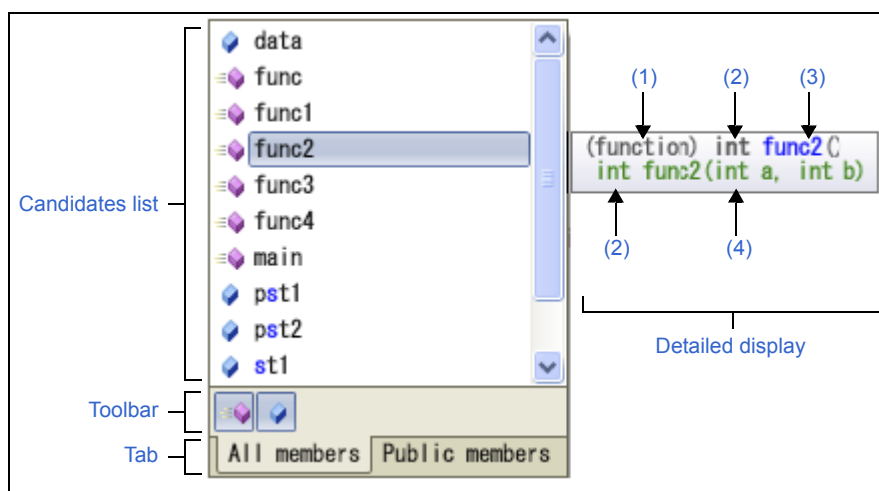 data
func
func1
func2
func3
func4
main
pst1
pst2
st1
Candidates list
Toolbar
Tab
All members Public members
(1) (2) (3)
(function) int func2()
int func2(int a, int b)
(2) (4)
Detailed display